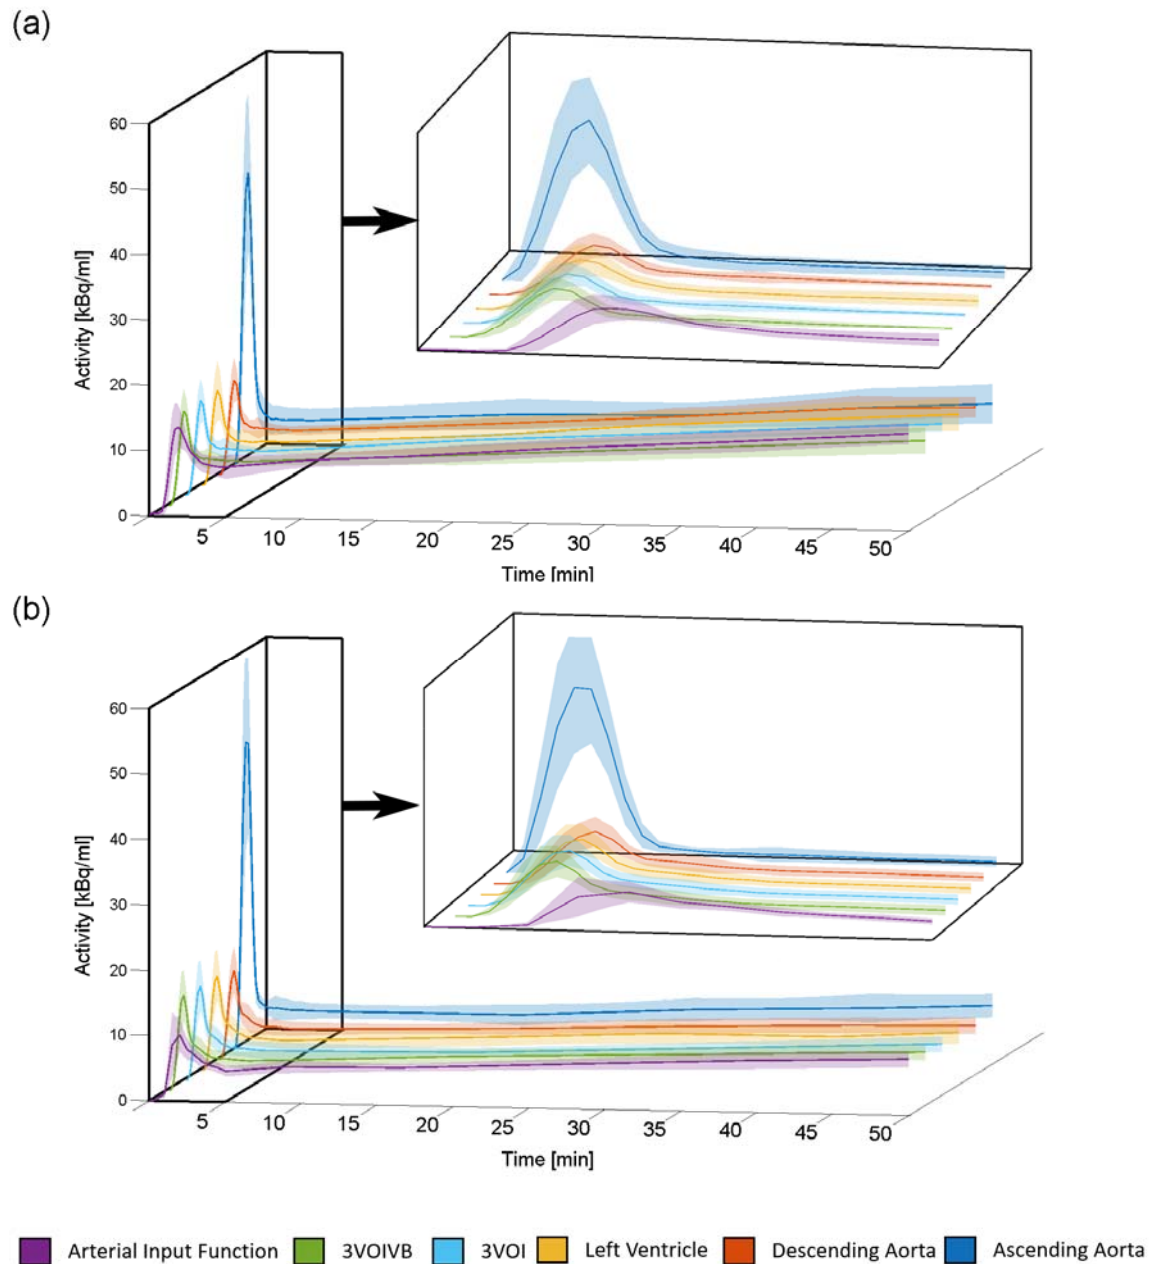 (a)
Activity [kBq/ml]
60
50
40
30
20
10
0
5 10 15 20 25 30 35 40 45 50
Time [min]
(b)
Activity [kBq/ml]
60
50
40
30
20
10
0
5 10 15 20 25 30 35 40 45 50
Time [min]
Arterial Input Function 3VOIVB 3VOI Left Ventricle Descending Aorta Ascending Aorta